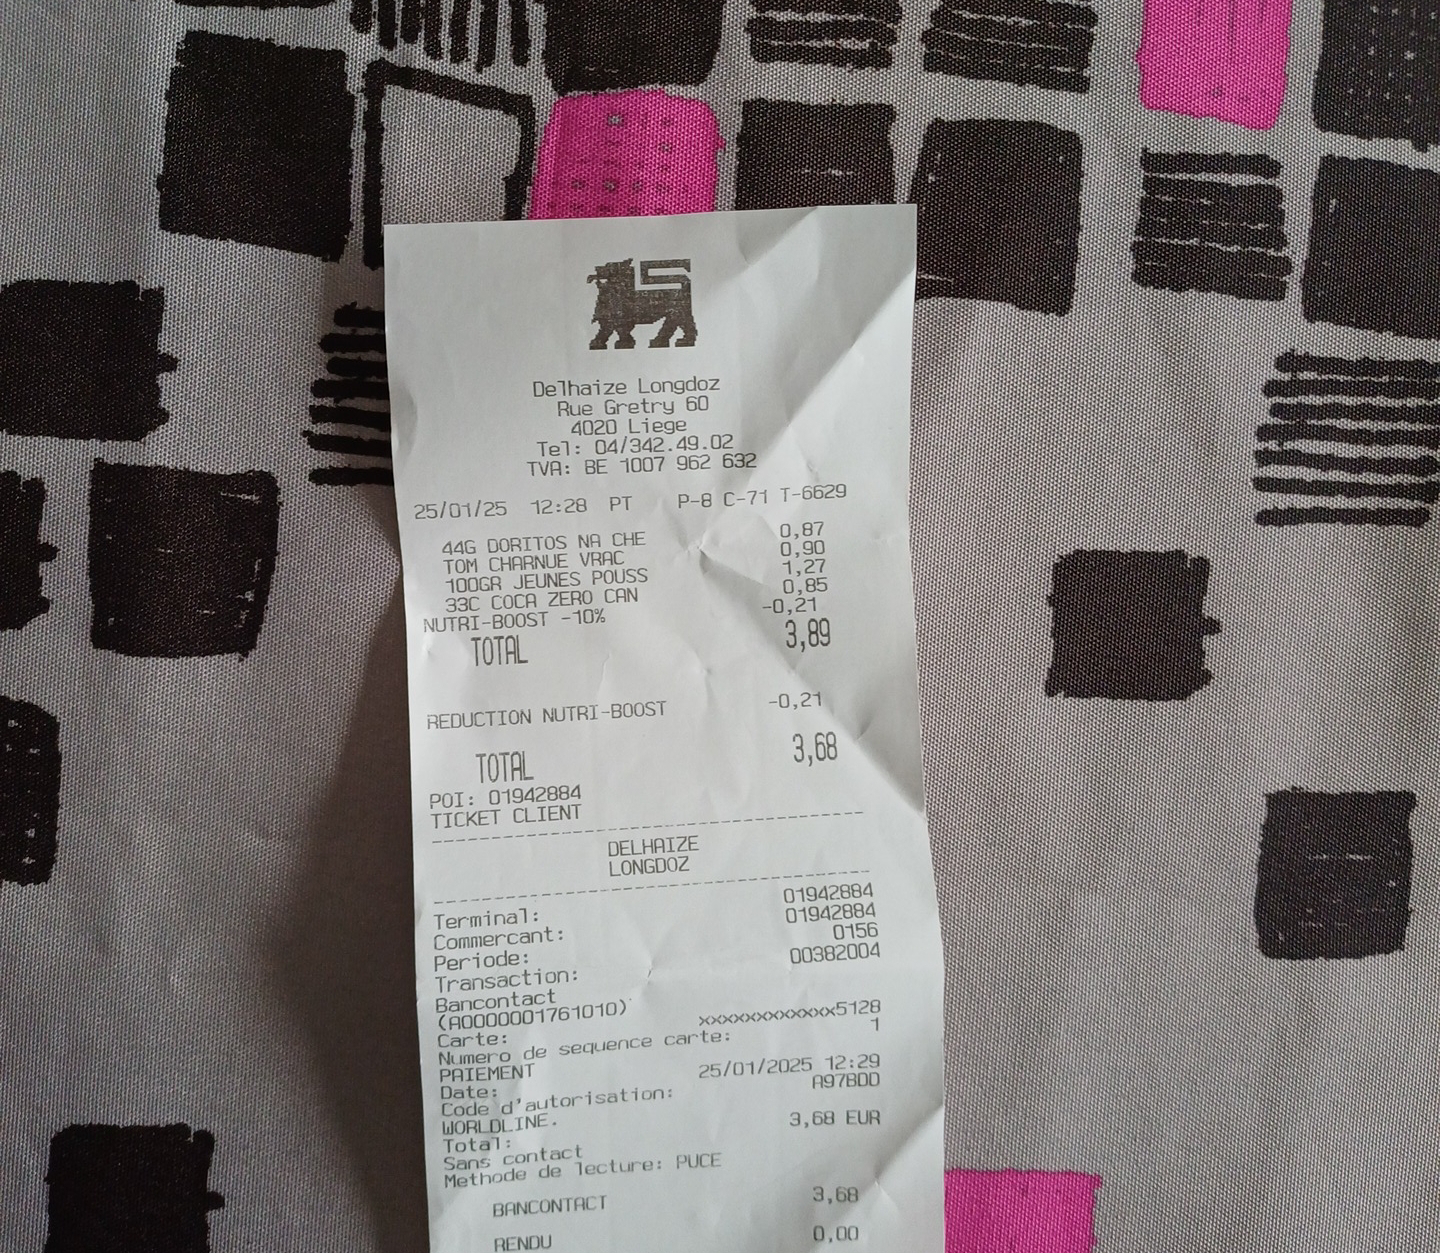 Delhaize Longdoz
Rue Gretry 60
4020 Liege
Tel: 04/342.49.02
TVA: BE 1007 962 632
25/01/25 12:28 PT P-8 C-71 T-6629
44G DORITOS NA CHE 0,87
TOM CHARNUE VRAC 0,90
100GR JEUNES POUSS 1,27
33C COCA ZERO CAN 0,85
NUTRI-BOOST -10% -0,21
TOTAL 3,89
REDUCTION NUTRI-BOOST -0,21
TOTAL 3,68
POI: 01942884
TICKET CLIENT
DELHAIZE
LONGDOZ
Terminal: 01942884
Commercant: 01942884
Periode: 0156
Transaction: 00382004
Bancontact
(A0000001761010)
Carte: xxxxxxxxxxxxx5128
Numero de sequence carte: 1
PAIEMENT
Date: 25/01/2025 12:29
Code d'autorisation: A97BDD
WORLDLINE.
Total: 3,68 EUR
Sans contact
Methode de lecture: PUCE
BANCONTACT 3,68
RENDU 0,00